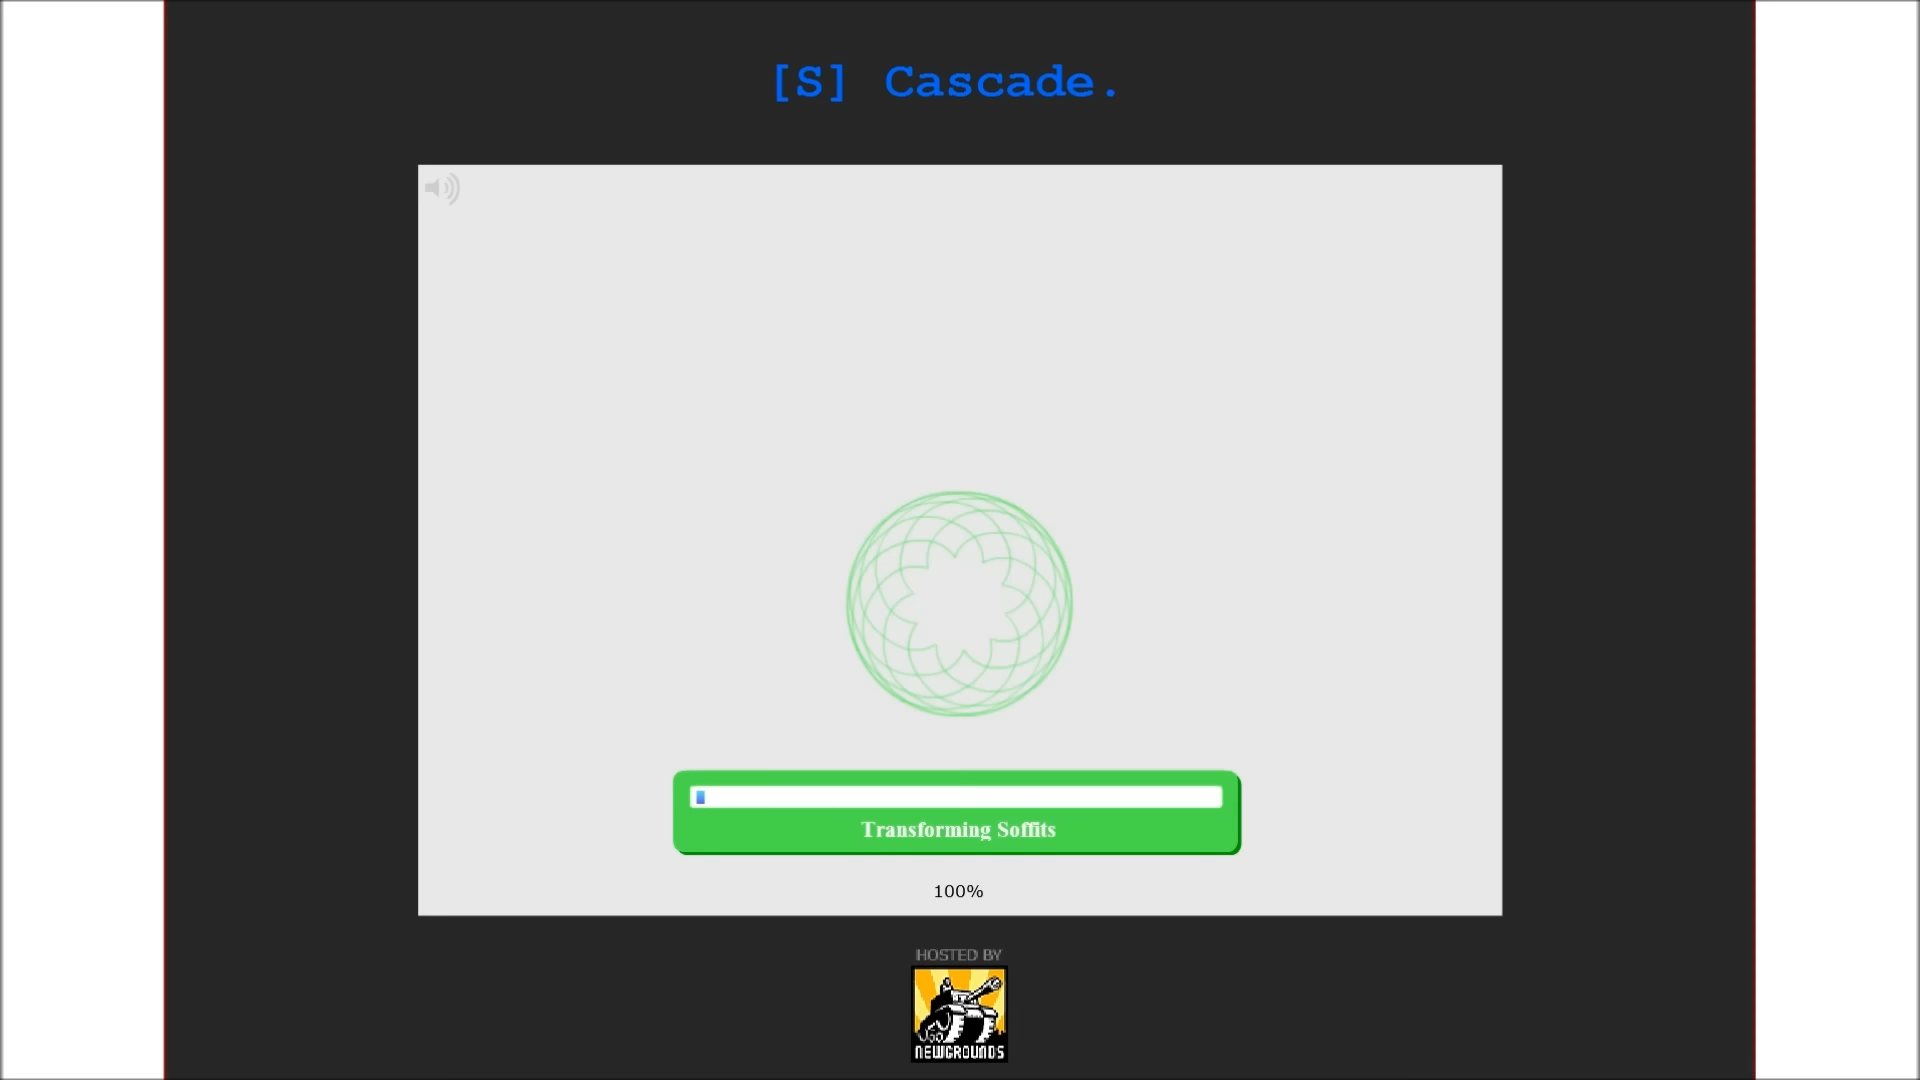 [S] Cascade.
Transforming Soffits
100%
HOSTED BY
NEWGROUNDS